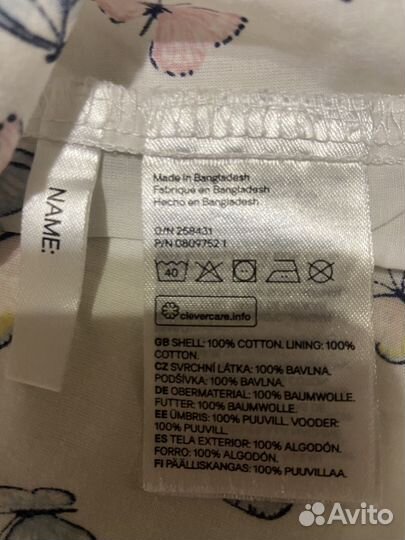 NAME:
Made in Bangladesh
Fabriqué en Bangladesh
Hecho en Bangladesh
O/N 258431
P/N 0809752 1
40
clevercare.info
GB SHELL: 100% COTTON. LINING: 100%
COTTON.
CZ SVRCHNÍ LÁTKA: 100% BAVLNA.
PODŠÍVKA: 100% BAVLNA.
DE OBERMATERIAL: 100% BAUMWOLLE.
FUTTER: 100% BAUMWOLLE.
EE ÜMBRIS: 100% PUUVILL. VOODER:
100% PUUVILL.
ES TELA EXTERIOR: 100% ALGODÓN.
FORRO: 100% ALGODÓN.
FI PÄÄLLISKANGAS: 100% PUUVILLAA.
Avito